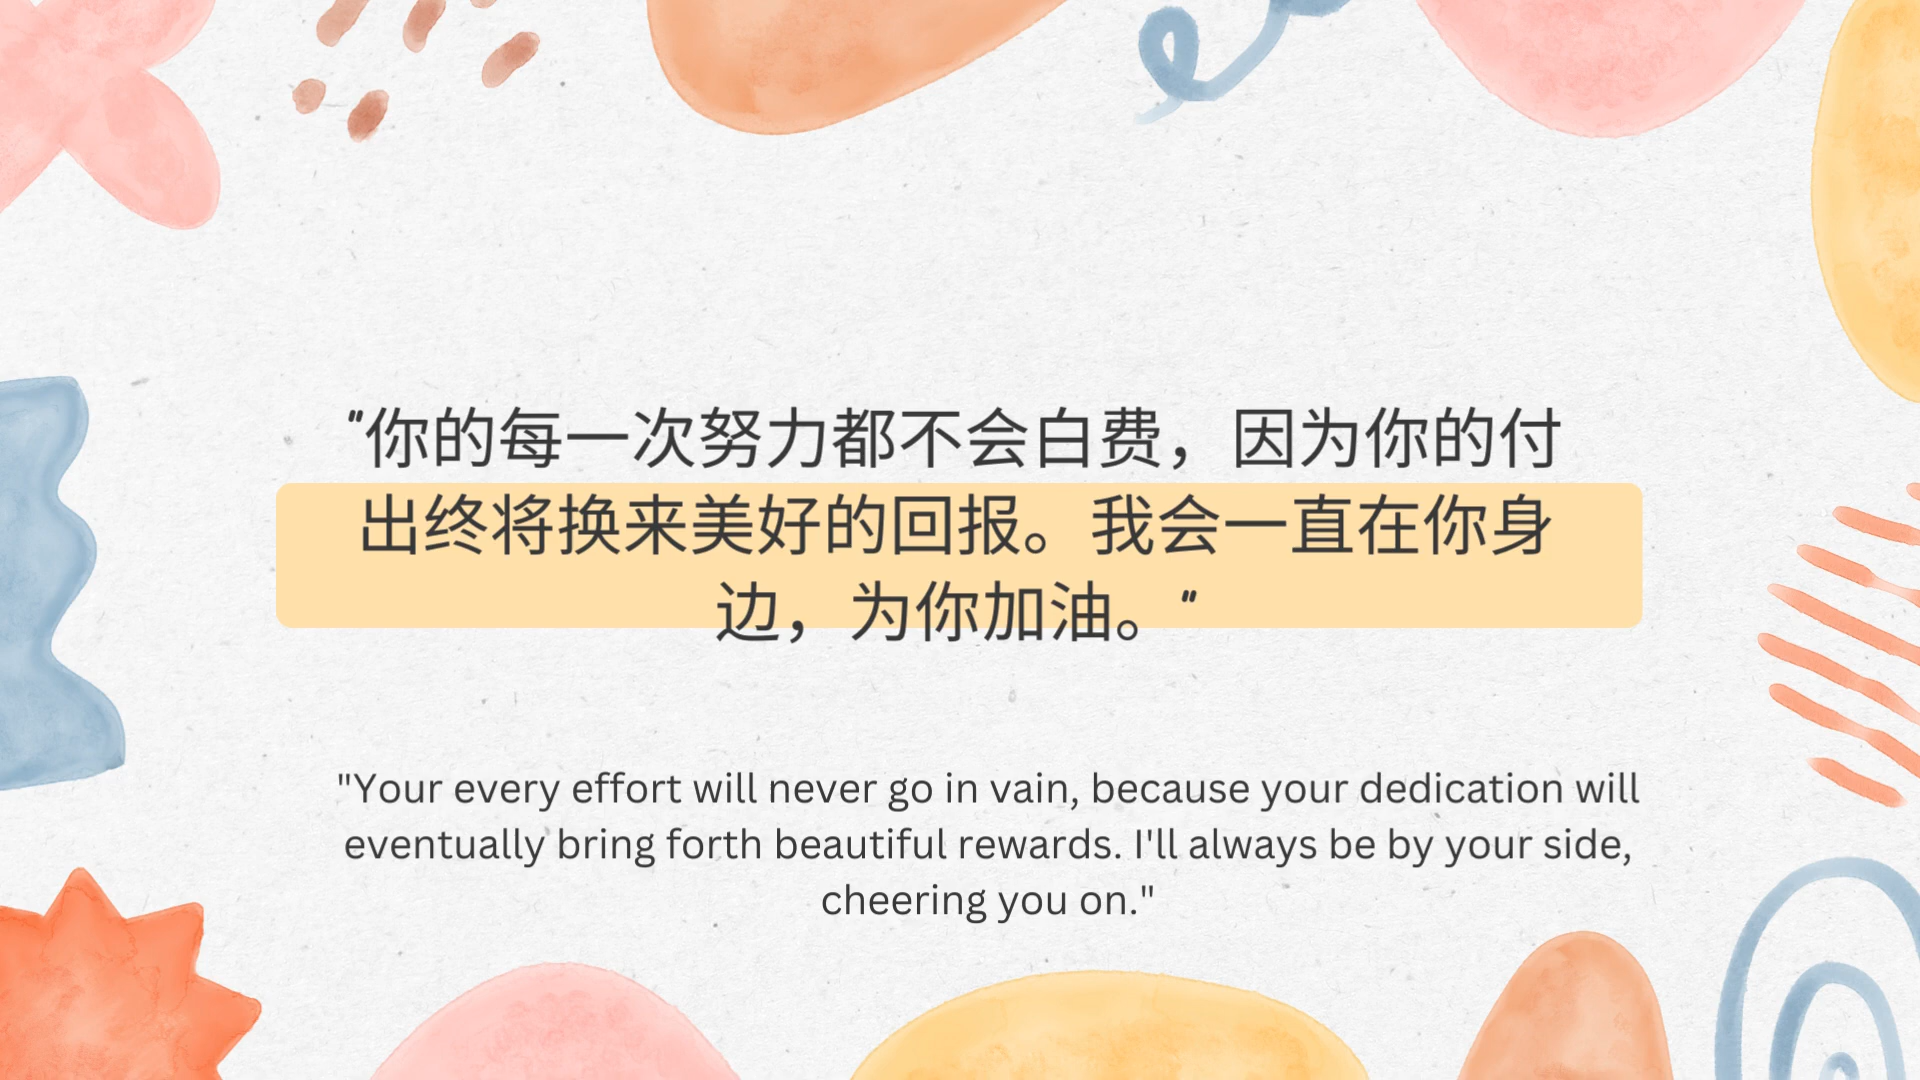 "你的每一次努力都不会白费，因为你的付
出终将换来美好的回报。我会一直在你身
边，为你加油。"
"Your every effort will never go in vain, because your dedication will
eventually bring forth beautiful rewards. I'll always be by your side,
cheering you on."